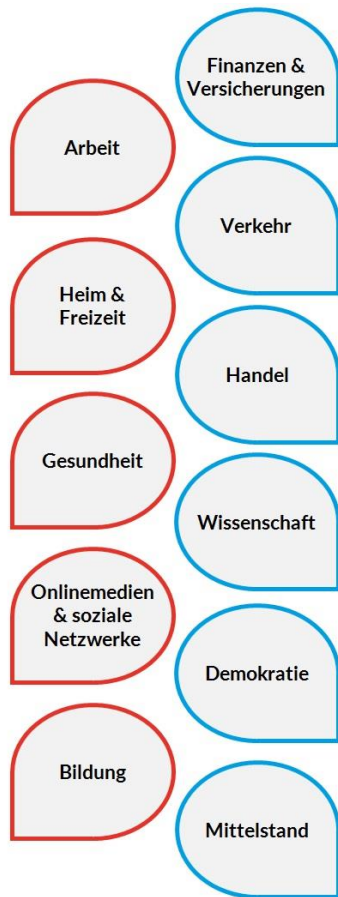 Finanzen &
Versicherungen
Arbeit
Verkehr
Heim &
Freizeit
Handel
Gesundheit
Wissenschaft
Onlinemedien
& soziale
Netzwerke
Demokratie
Bildung
Mittelstand